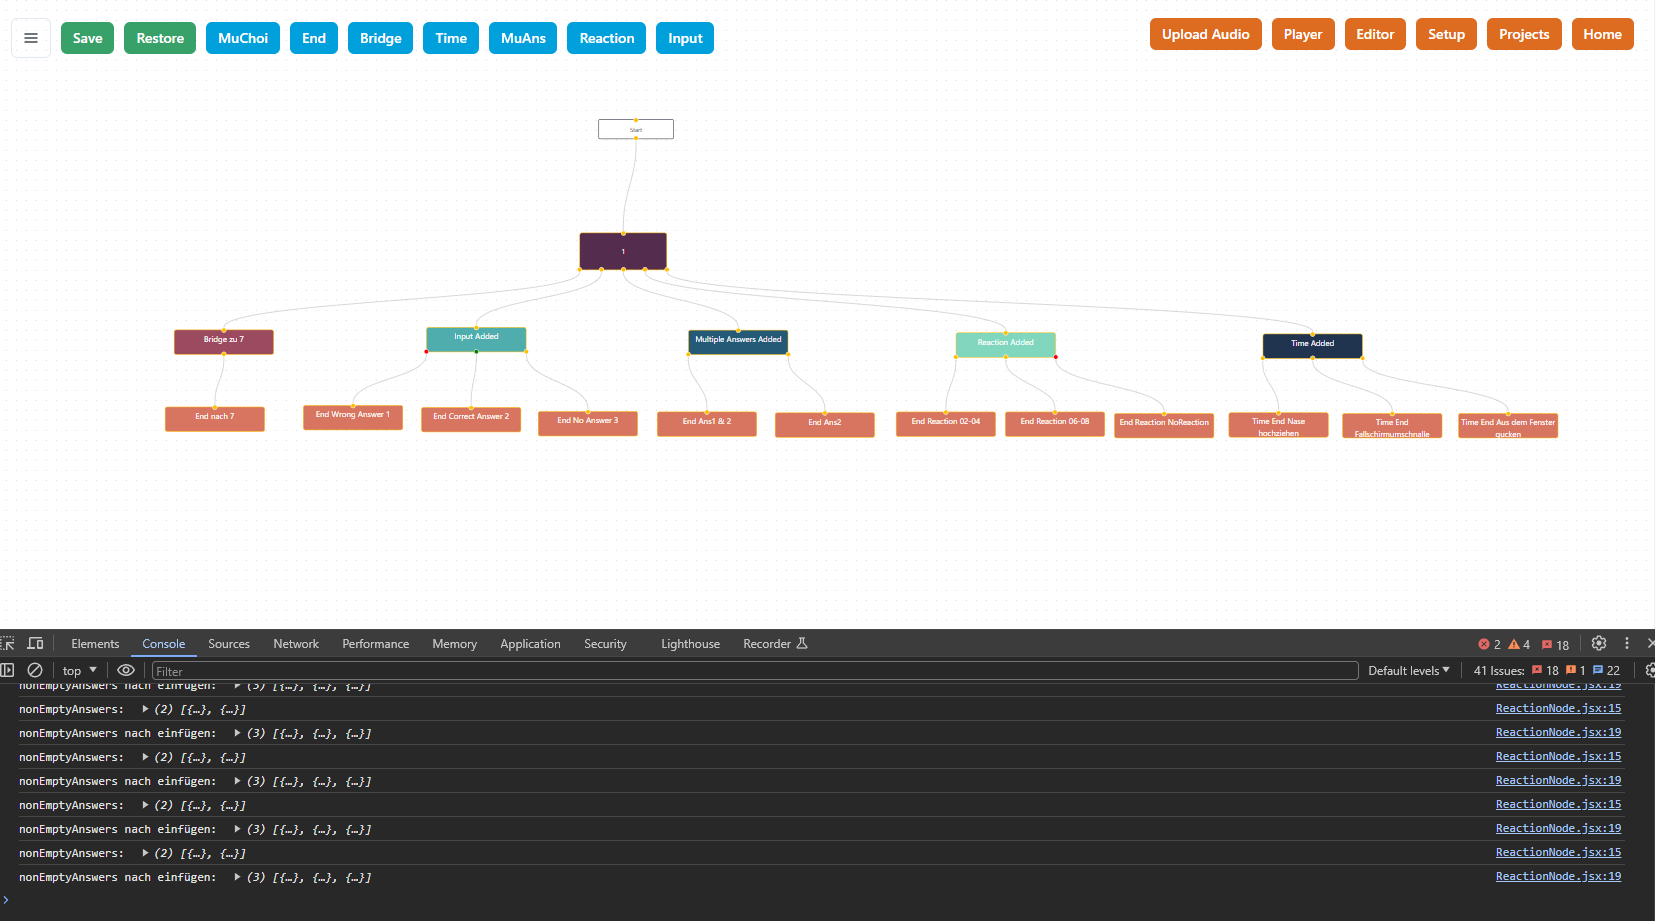 Save Restore MuChoi End Bridge Time MuAns Reaction Input
Upload Audio Player Editor Setup Projects Home
Start
1
Bridge zu 7
Input Added
Multiple Answers Added
Reaction Added
Time Added
End nach 7
End Wrong Answer 1
End Correct Answer 2
End No Answer 3
End Ans1 & 2
End Ans2
End Reaction 02-04
End Reaction 06-08
End Reaction NoReaction
Time End Nase
hochziehen
Time End
Fallschirmumschnalle
Time End Aus dem Fenster
gucken
Elements Console Sources Network Performance Memory Application Security Lighthouse Recorder 2 4 18
top Filter Default levels 41 Issues: 18 1 22
nonEmptyAnswers nach einfügen: (3) [{…}, {…}, {…}] ReactionNode.jsx:19
nonEmptyAnswers: (2) [{…}, {…}] ReactionNode.jsx:15
nonEmptyAnswers nach einfügen: (3) [{…}, {…}, {…}] ReactionNode.jsx:19
nonEmptyAnswers: (2) [{…}, {…}] ReactionNode.jsx:15
nonEmptyAnswers nach einfügen: (3) [{…}, {…}, {…}] ReactionNode.jsx:19
nonEmptyAnswers: (2) [{…}, {…}] ReactionNode.jsx:15
nonEmptyAnswers nach einfügen: (3) [{…}, {…}, {…}] ReactionNode.jsx:19
nonEmptyAnswers: (2) [{…}, {…}] ReactionNode.jsx:15
nonEmptyAnswers nach einfügen: (3) [{…}, {…}, {…}] ReactionNode.jsx:19